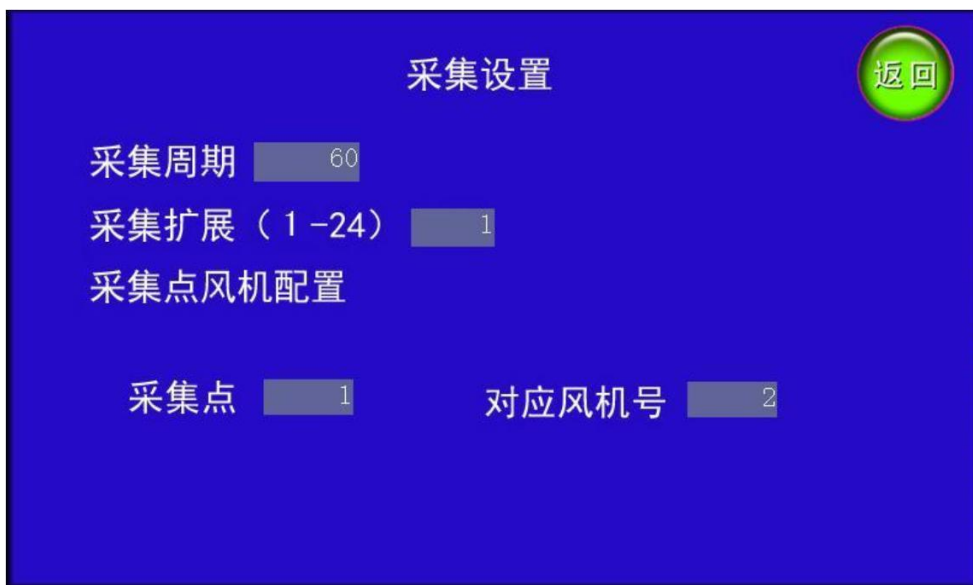 采集设置
返回
采集周期 60
采集扩展（1-24） 1
采集点风机配置
采集点 1 对应风机号 2